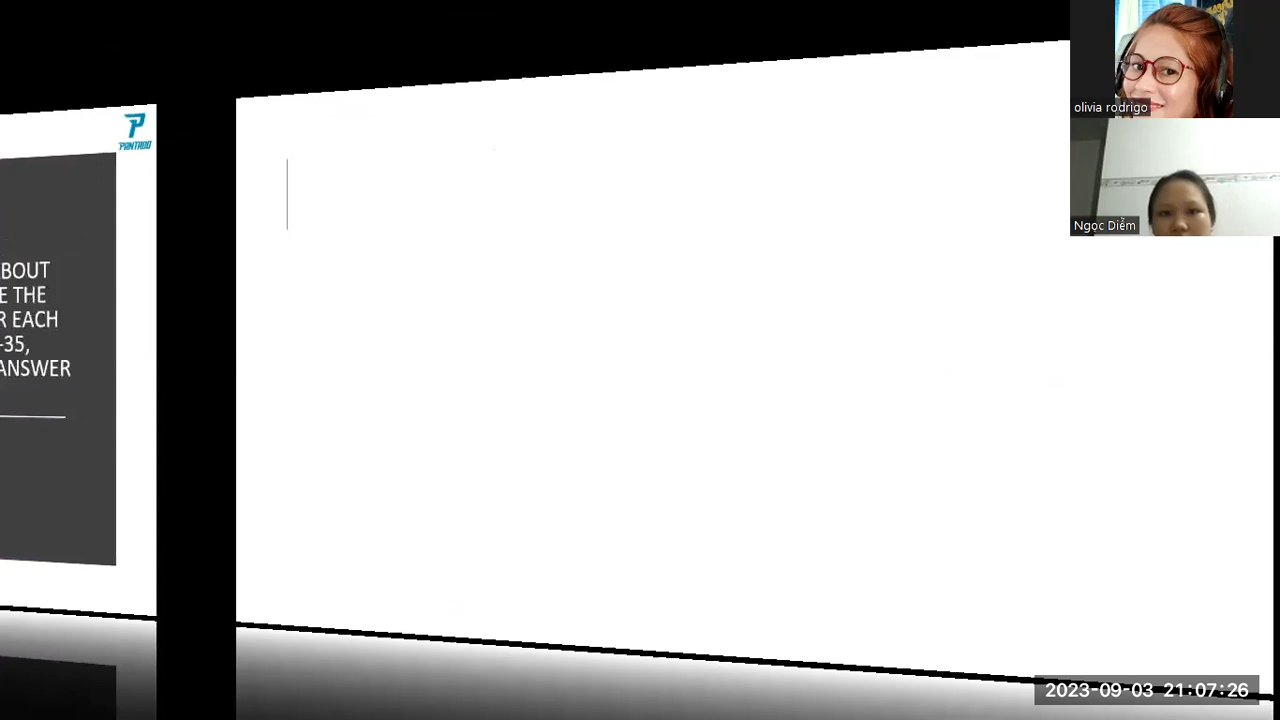 PANTADO
BOUT
E THE
R EACH
-35,
ANSWER
olivia rodrigo
Ngọc Diễm
2023-09-03 21:07:26